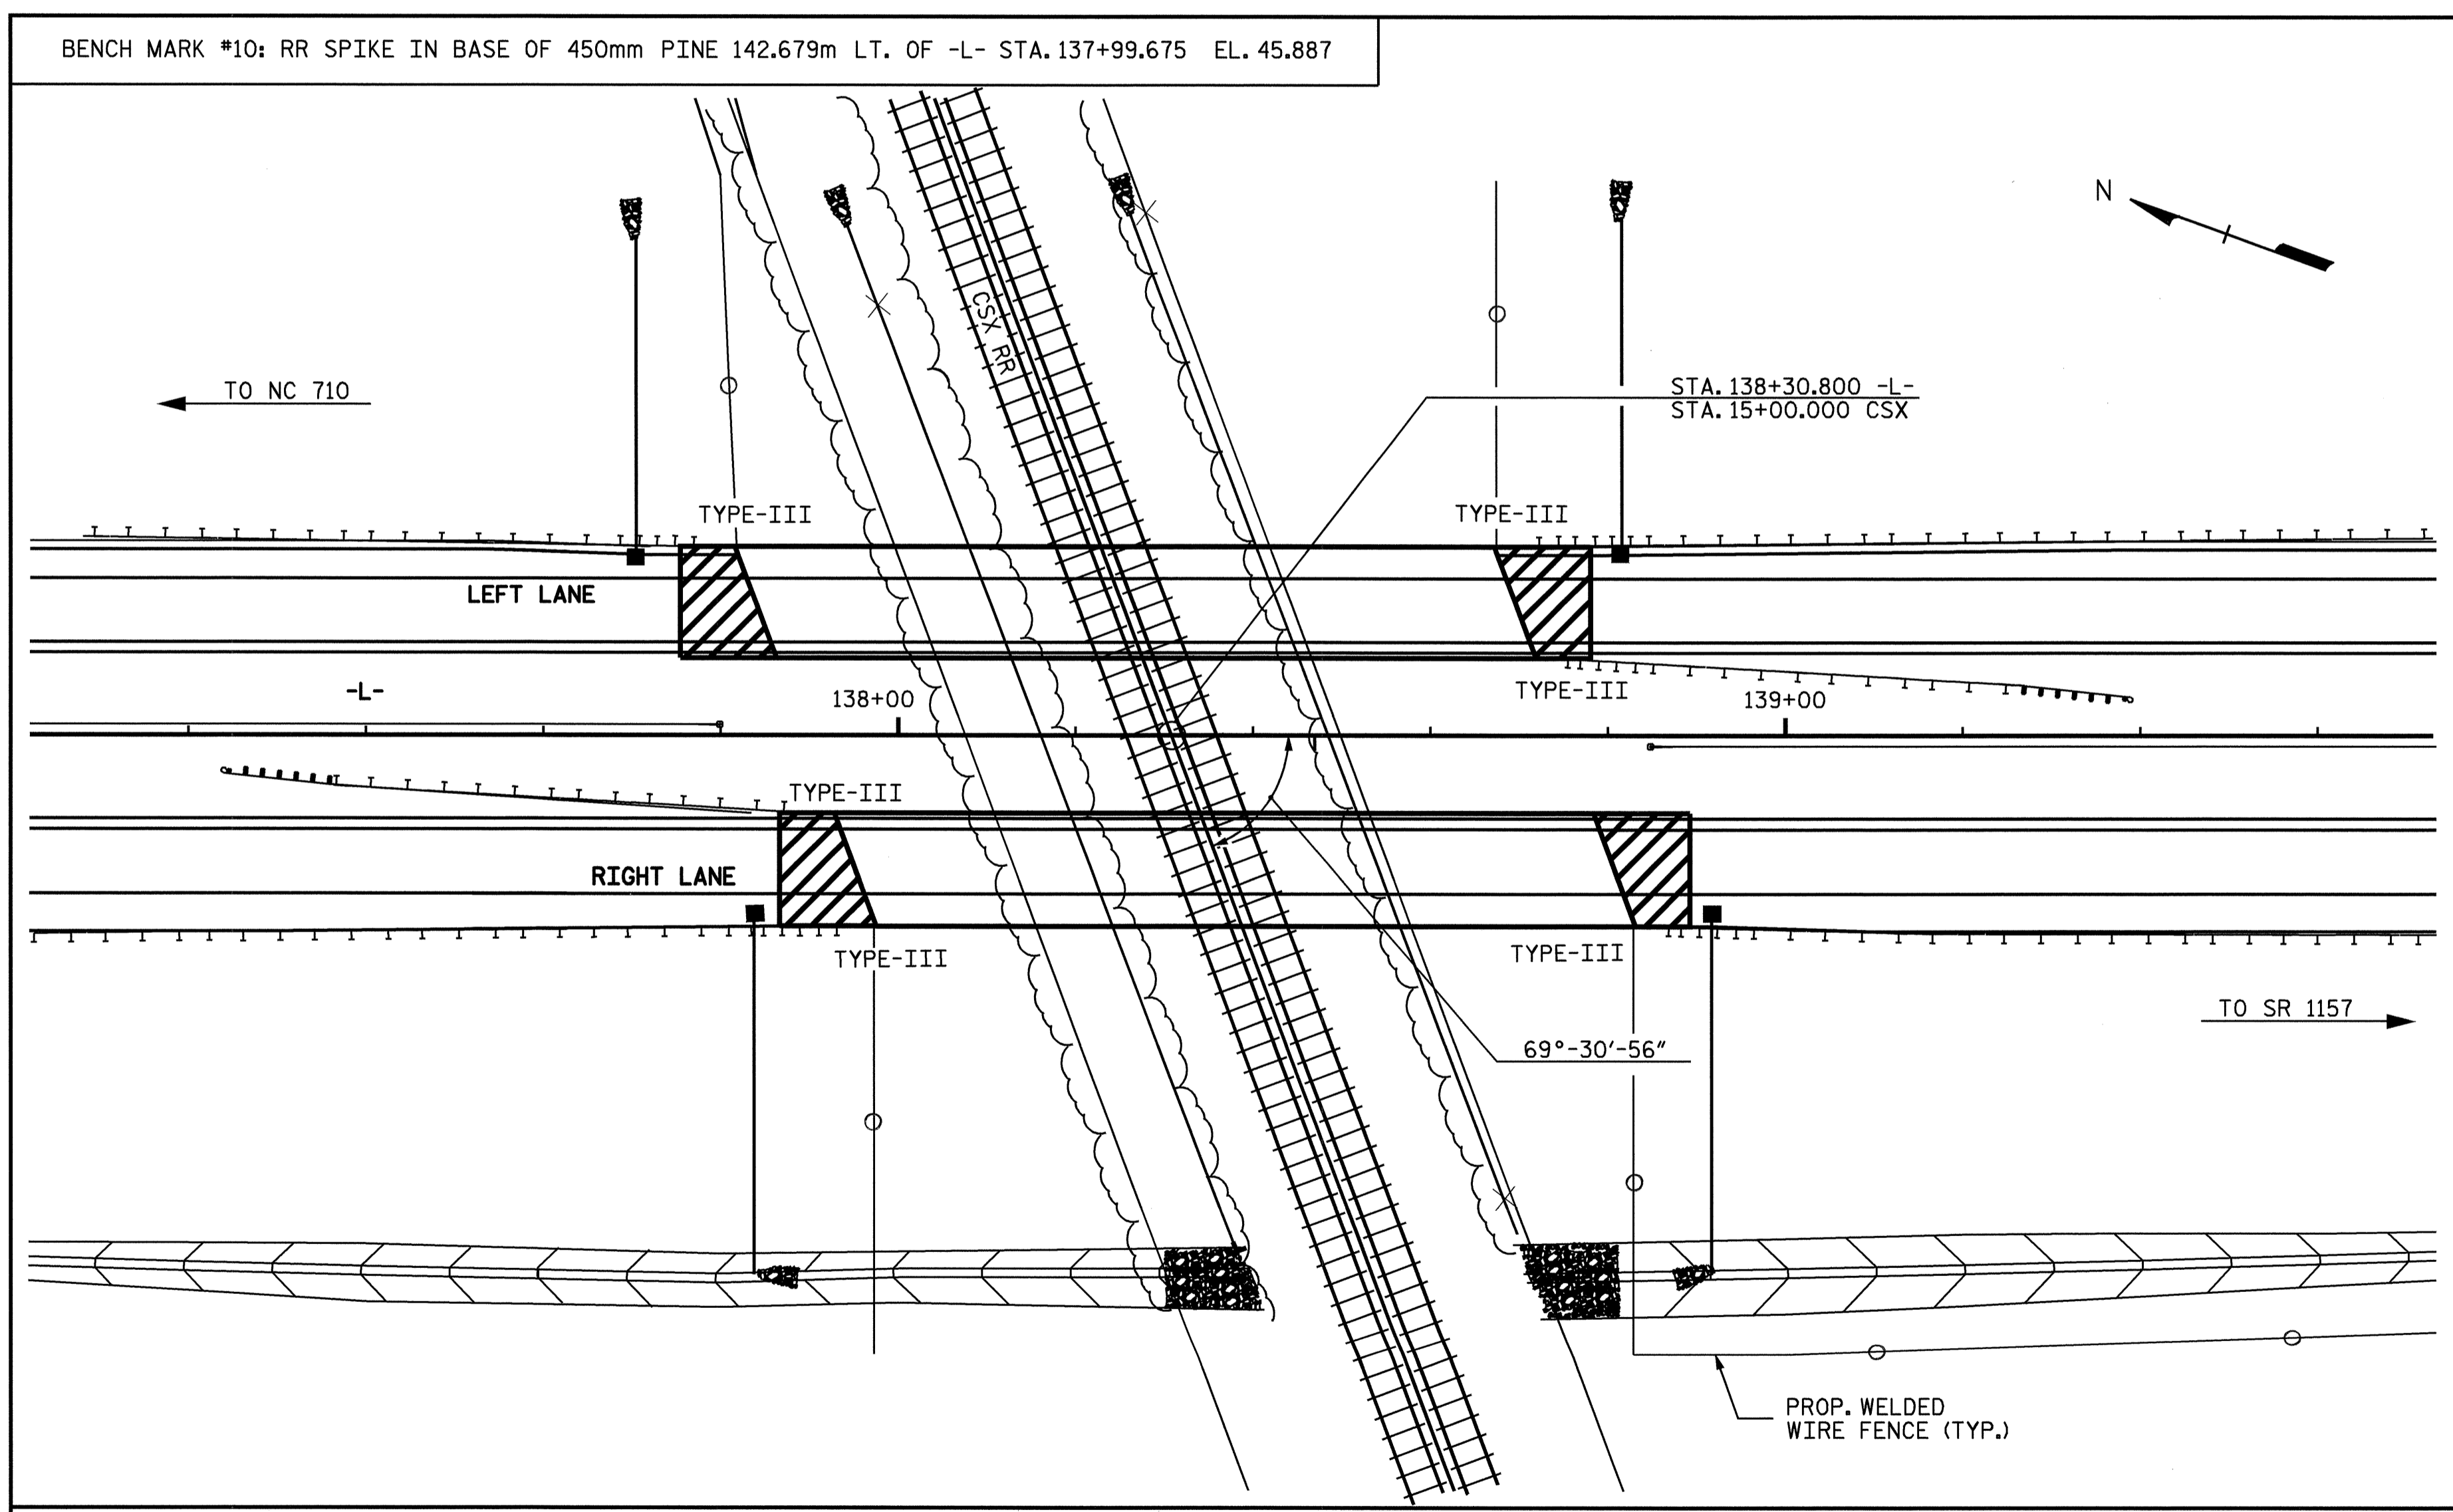 BENCH MARK #10: RR SPIKE IN BASE OF 450mm PINE 142.679m LT. OF -L- STA. 137+99.675 EL. 45.887
N
CSX RR
TO NC 710
STA. 138+30.800 -L-
STA. 15+00.000 CSX
TYPE-III
TYPE-III
LEFT LANE
-L-
138+00
TYPE-III
139+00
TYPE-III
RIGHT LANE
TYPE-III
TYPE-III
TO SR 1157
69°-30'-56"
PROP. WELDED
WIRE FENCE (TYP.)